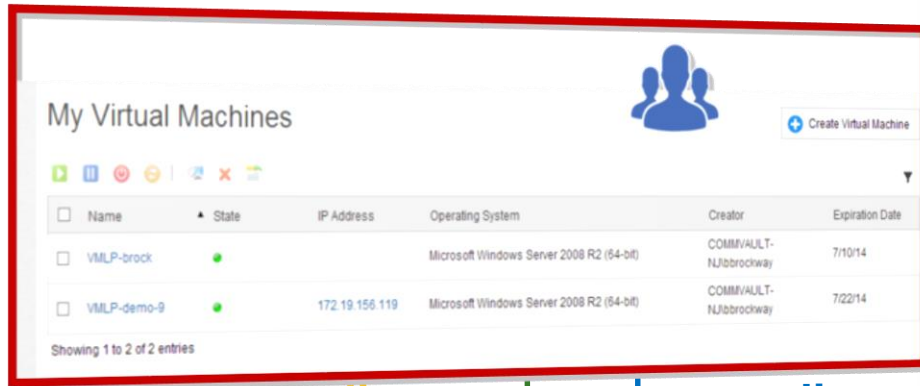 My Virtual Machines
Create Virtual Machine
Name State IP Address Operating System Creator Expiration Date
VMLP-brock Microsoft Windows Server 2008 R2 (64-bit) COMMVAULT-NJ\bbrockway 7/10/14
VMLP-demo-9 172.19.156.119 Microsoft Windows Server 2008 R2 (64-bit) COMMVAULT-NJ\bbrockway 7/22/14
Showing 1 to 2 of 2 entries